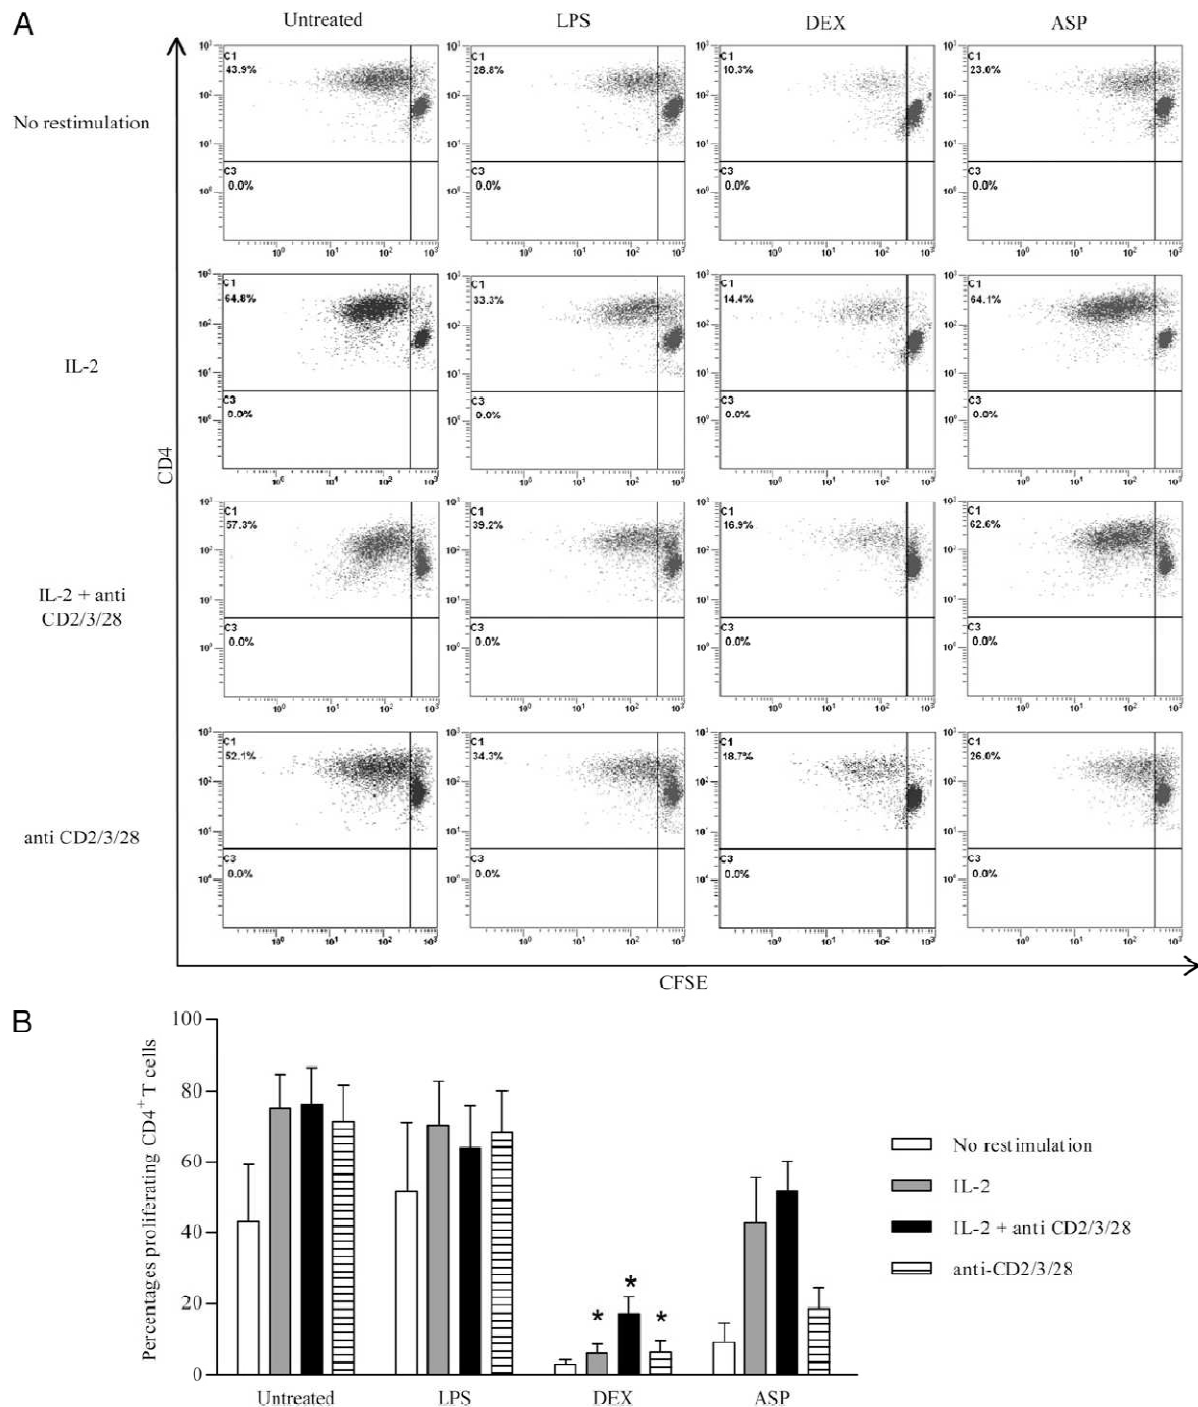 A
Untreated LPS DEX ASP
No restimulation
C1 C1 C1 C1
43.9% 28.8% 10.3% 23.0%
C3 C3 C3 C3
0.0% 0.0% 0.0% 0.0%
IL-2
C1 C1 C1 C1
64.8% 33.3% 14.4% 64.1%
C3 C3 C3 C3
0.0% 0.0% 0.0% 0.0%
CD4
IL-2 + anti
CD2/3/28
C1 C1 C1 C1
57.3% 39.2% 16.9% 62.6%
C3 C3 C3 C3
0.0% 0.0% 0.0% 0.0%
anti CD2/3/28
C1 C1 C1 C1
52.1% 34.3% 18.7% 26.0%
C3 C3 C3 C3
0.0% 0.0% 0.0% 0.0%
CFSE
B
Percentages proliferating CD4+ T cells
100
80
60
40
20
0
* * *
Untreated LPS DEX ASP
No restimulation
IL-2
IL-2 + anti CD2/3/28
anti-CD2/3/28